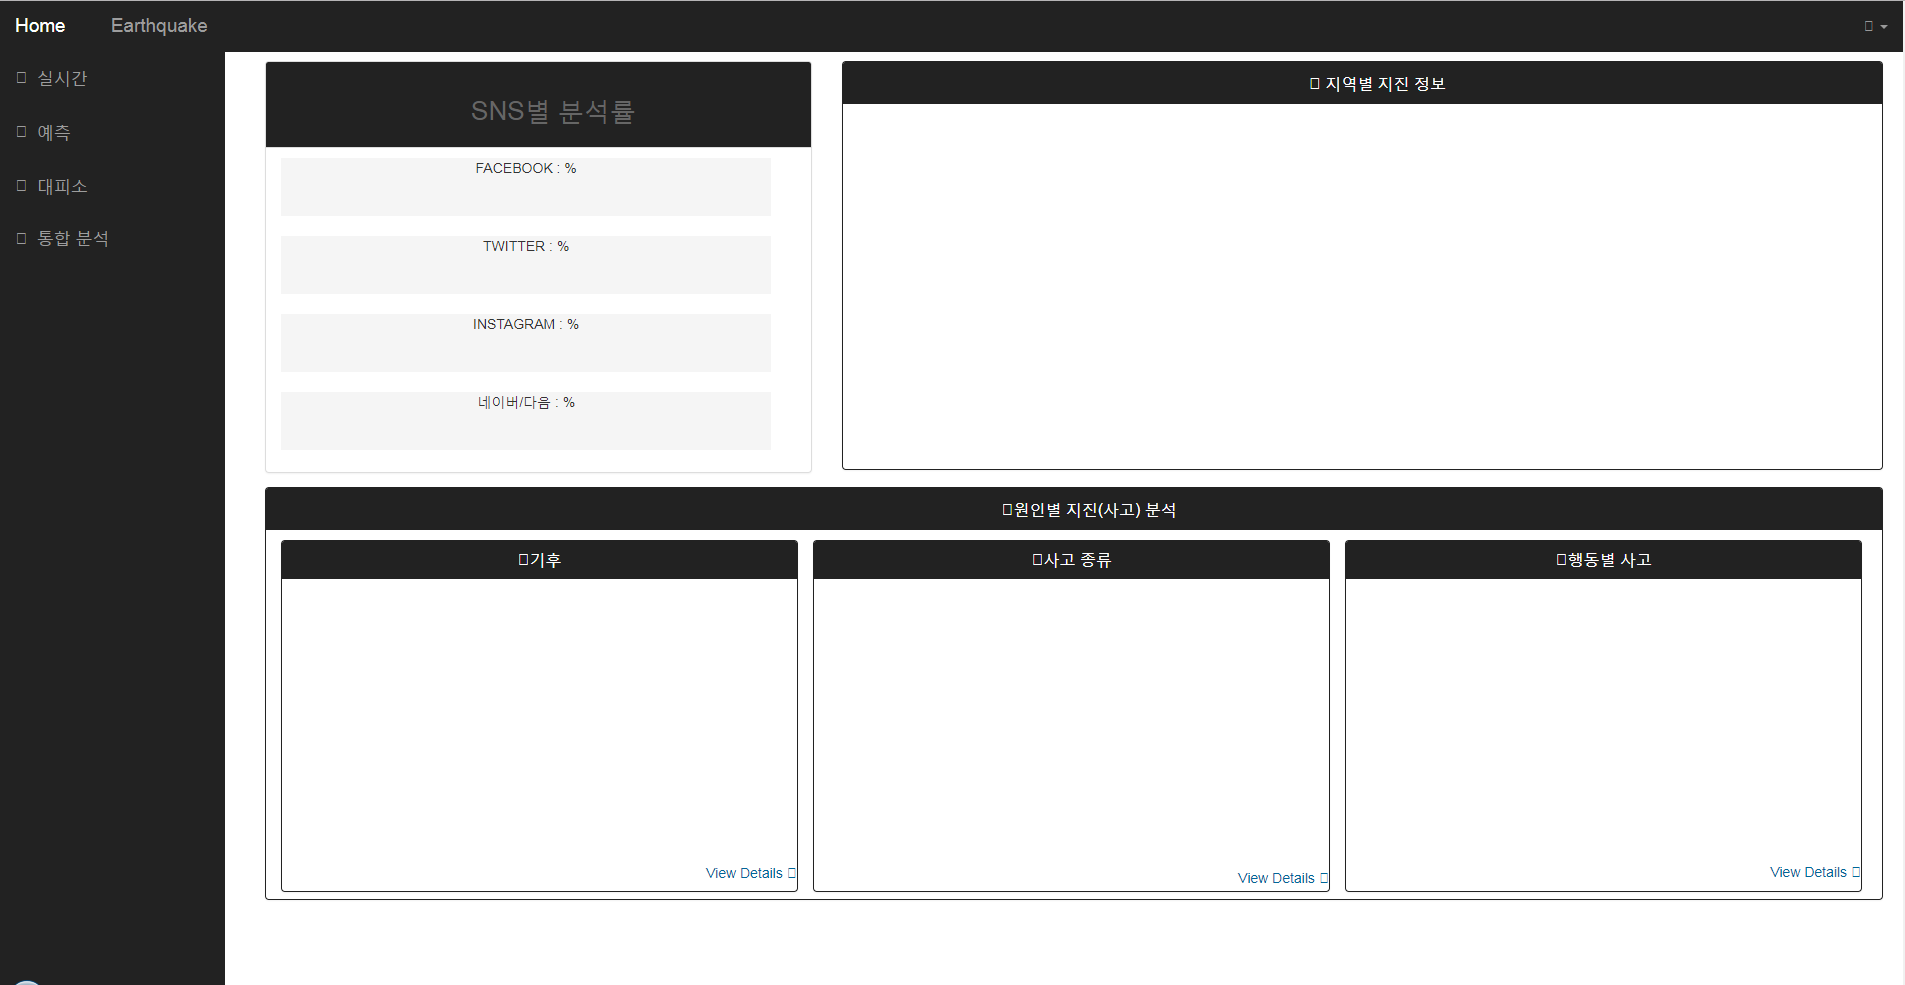 Home
Earthquake
실시간
예측
대피소
통합 분석
SNS별 분석률
FACEBOOK : %
TWITTER : %
INSTAGRAM : %
네이버/다음 : %
지역별 지진 정보
원인별 지진(사고) 분석
기후
View Details
사고 종류
View Details
행동별 사고
View Details